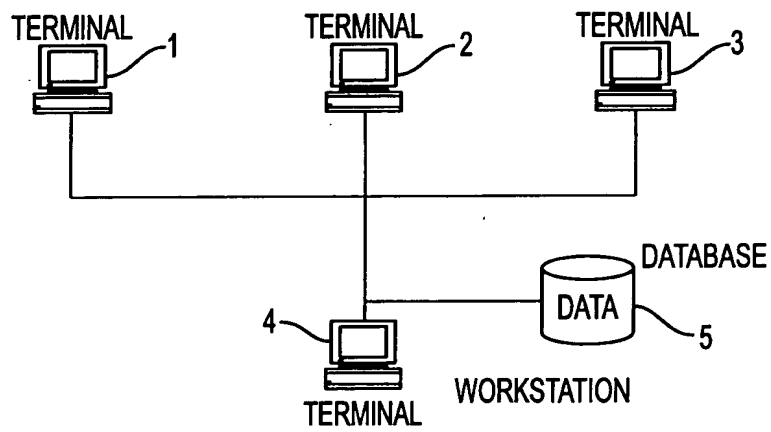 TERMINAL
1
TERMINAL
2
TERMINAL
3
DATABASE
DATA
5
4
WORKSTATION
TERMINAL